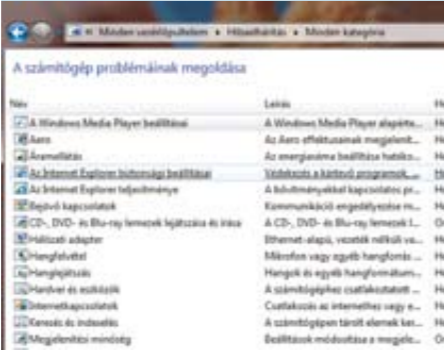 « Minden vezérlőpultelem ▸ Hibaelhárítás ▸ Minden kategória
A számítógép problémáinak megoldása
Név Leírás H
A Windows Media Player beállításai A Windows Media Player alapérte... H
Aero Az Aero effektusainak megjelenít... H
Áramellátás Az energiaséma beállítása hatéko... H
Az Internet Explorer biztonsági beállításai Védekezés a kártevő programok, ... H
Az Internet Explorer teljesítménye A bővítményekkel kapcsolatos pr... H
Bejövő kapcsolatok Kommunikáció engedélyezése m... H
CD-, DVD- és Blu-ray lemezek lejátszása és írása A CD-, DVD- és Blu-ray lemezek l... O
Hálózati adapter Ethernet-alapú, vezeték nélküli va... H
Hangfelvétel Mikrofon vagy egyéb hangforrás ... H
Hanglejátszás Hangok és egyéb hangformátum... H
Hardver és eszközök A számítógéphez csatlakoztatott ... H
Internetkapcsolatok Csatlakozás az internethez vagy e... H
Keresés és indexelés A számítógépen tárolt elemek ker... H
Megjelenítési minőség Beállítások módosítása a megjele... O